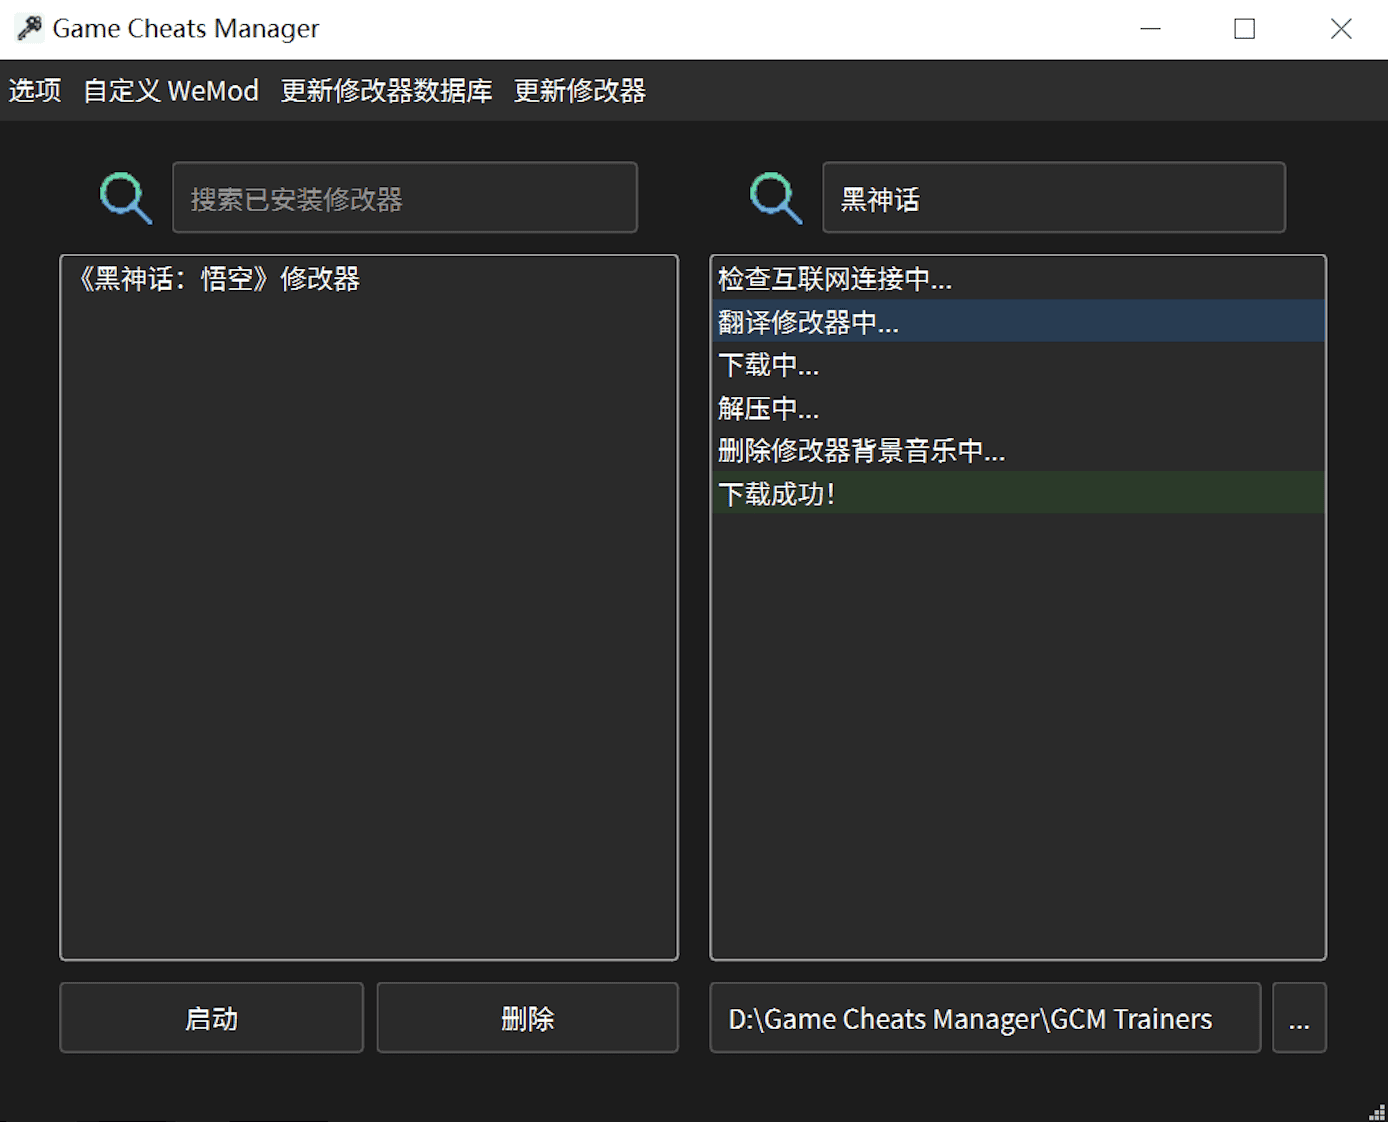 Game Cheats Manager
选项 自定义 WeMod 更新修改器数据库 更新修改器
搜索已安装修改器
黑神话
《黑神话：悟空》修改器
检查互联网连接中...
翻译修改器中...
下载中...
解压中...
删除修改器背景音乐中...
下载成功！
启动
删除
D:\Game Cheats Manager\GCM Trainers
...